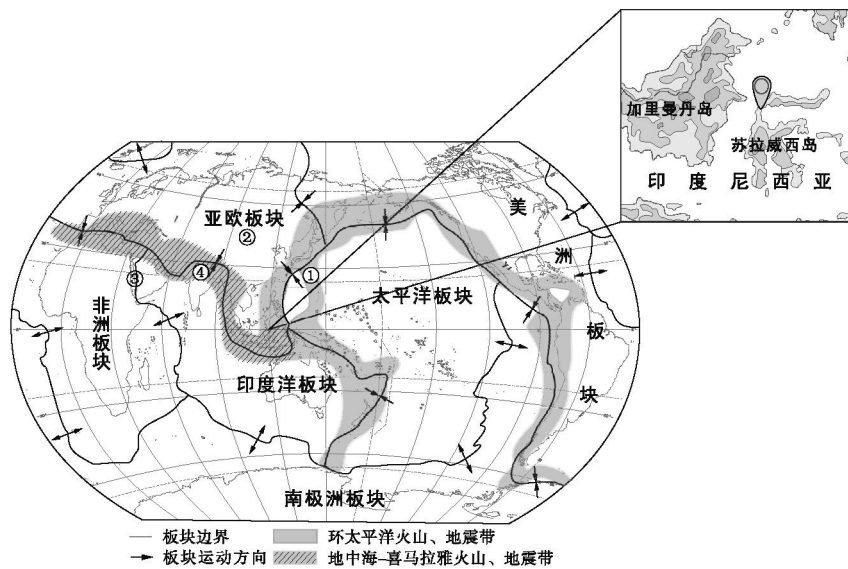 加里曼丹岛
苏拉威西岛
印度尼西亚
亚欧板块
②
①
③
④
非洲板块
太平洋板块
美洲板块
印度洋板块
南极洲板块
板块边界
环太平洋火山、地震带
板块运动方向
地中海-喜马拉雅火山、地震带